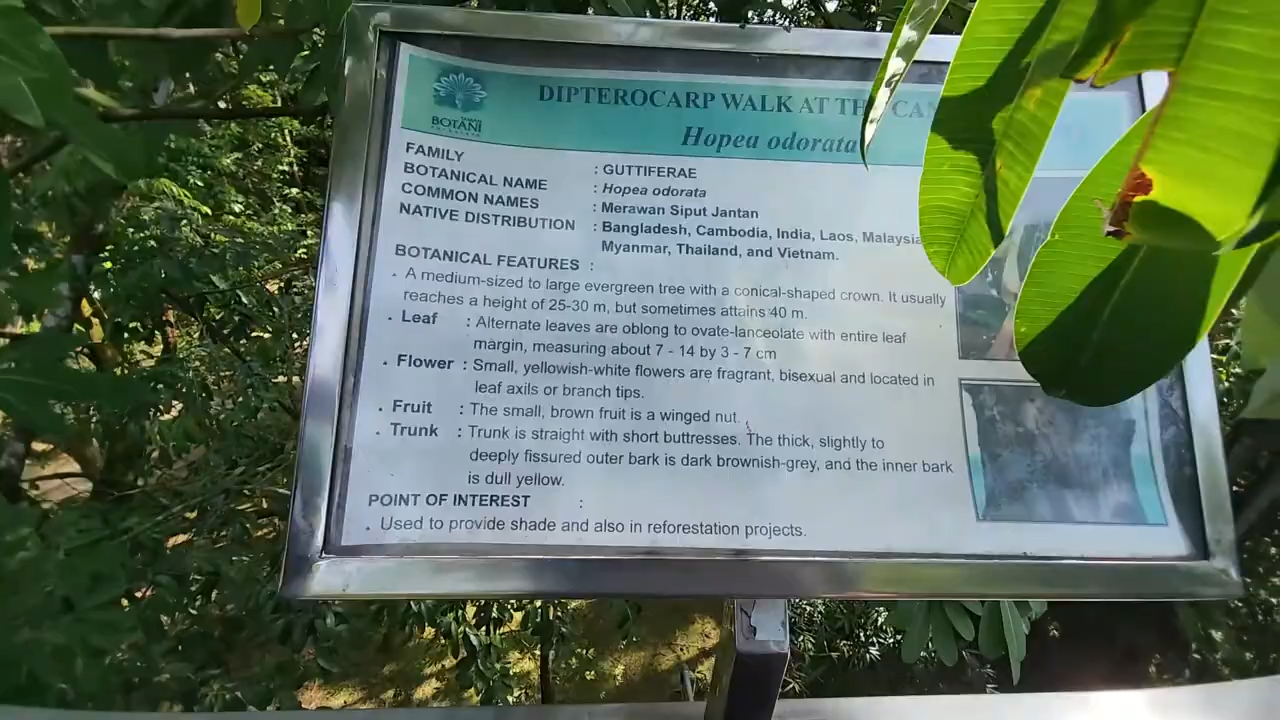 DIPTEROCARP WALK AT THE
BOTANI
Hopea odorata
FAMILY : GUTTIFERAE
BOTANICAL NAME : Hopea odorata
COMMON NAMES : Merawan Siput Jantan
NATIVE DISTRIBUTION : Bangladesh, Cambodia, India, Laos, Malaysia
Myanmar, Thailand, and Vietnam.
BOTANICAL FEATURES :
. A medium-sized to large evergreen tree with a conical-shaped crown. It usually
reaches a height of 25-30 m, but sometimes attains 40 m.
. Leaf : Alternate leaves are oblong to ovate-lanceolate with entire leaf
margin, measuring about 7 - 14 by 3 - 7 cm
. Flower : Small, yellowish-white flowers are fragrant, bisexual and located in
leaf axils or branch tips.
. Fruit : The small, brown fruit is a winged nut.
. Trunk : Trunk is straight with short buttresses. The thick, slightly to
deeply fissured outer bark is dark brownish-grey, and the inner bark
is dull yellow.
POINT OF INTEREST :
. Used to provide shade and also in reforestation projects.